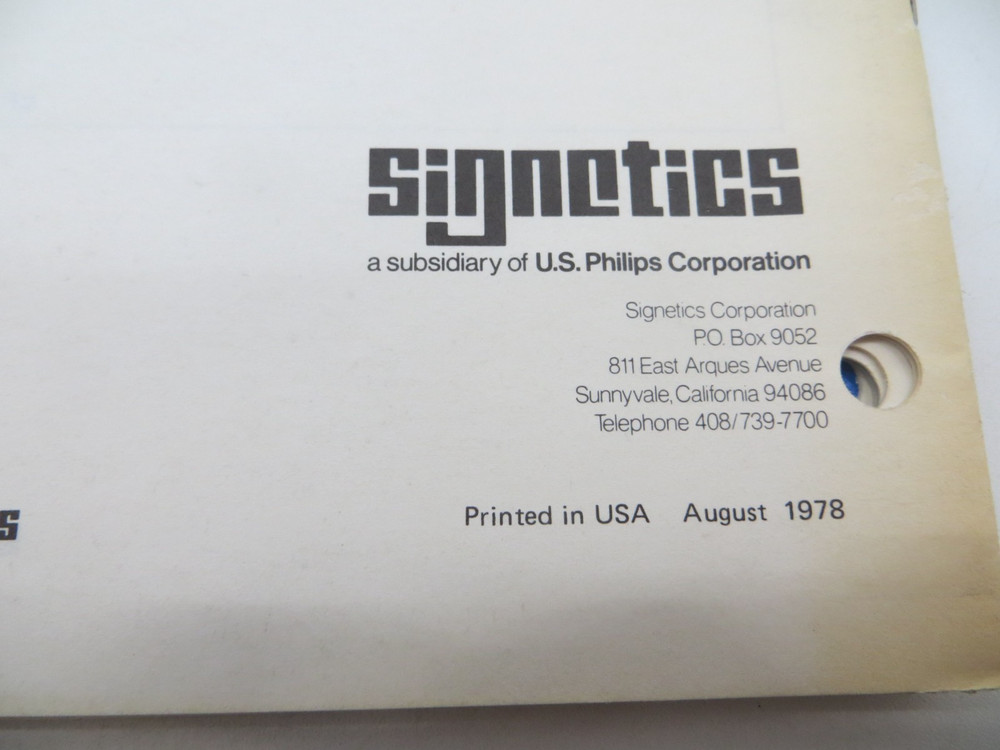 signetics
a subsidiary of U.S. Philips Corporation
Signetics Corporation
P.O. Box 9052
811 East Arques Avenue
Sunnyvale, California 94086
Telephone 408/739-7700
Printed in USA August 1978
s